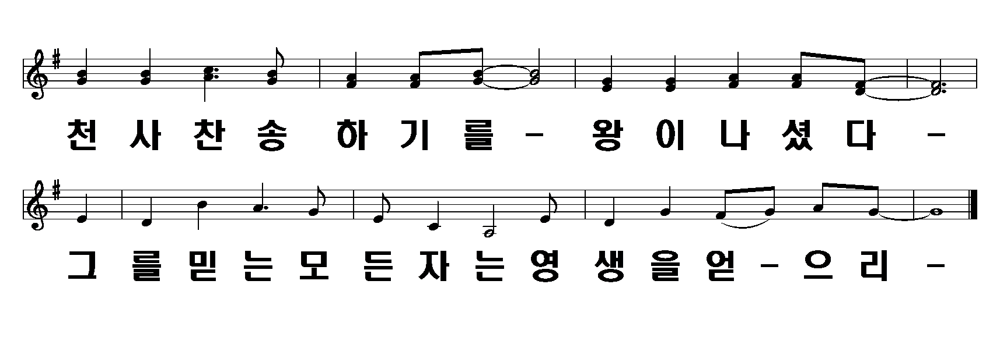 천 사 찬 송 하 기 를 - 왕 이 나 셨 다 -
그 를 믿 는 모 든 자 는 영 생 을 얻 - 으 리 -